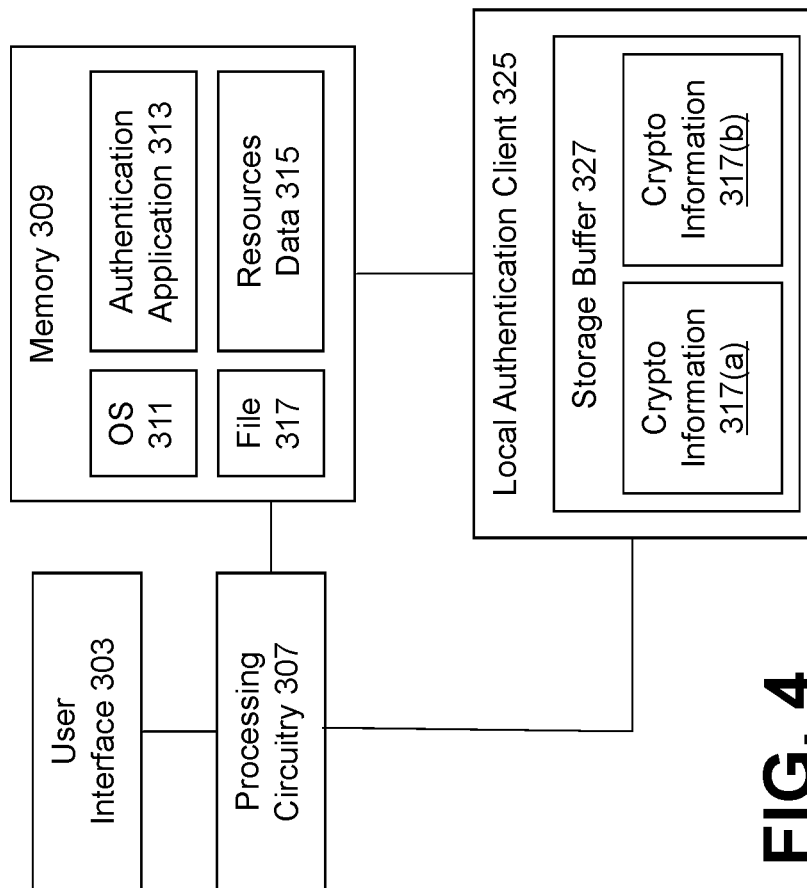 User
Interface 303
Processing
Circuitry 307
Memory 309
OS
311
Authentication
Application 313
File
317
Resources
Data 315
Local Authentication Client 325
Storage Buffer 327
Crypto
Information
317(a)
Crypto
Information
317(b)
FIG. 4